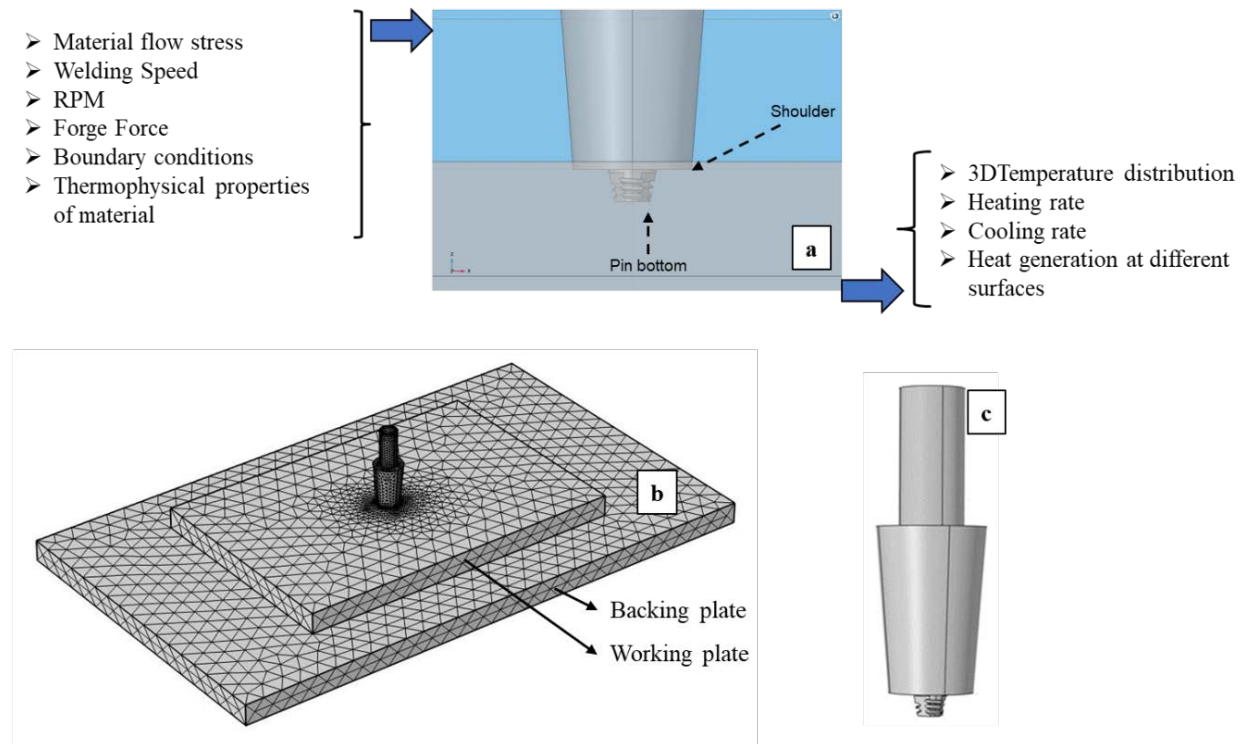 ➢ Material flow stress
➢ Welding Speed
➢ RPM
➢ Forge Force
➢ Boundary conditions
➢ Thermophysical properties
of material
Shoulder
Pin bottom
a
z
x
➢ 3DTemperature distribution
➢ Heating rate
➢ Cooling rate
➢ Heat generation at different
surfaces
b
Backing plate
Working plate
c